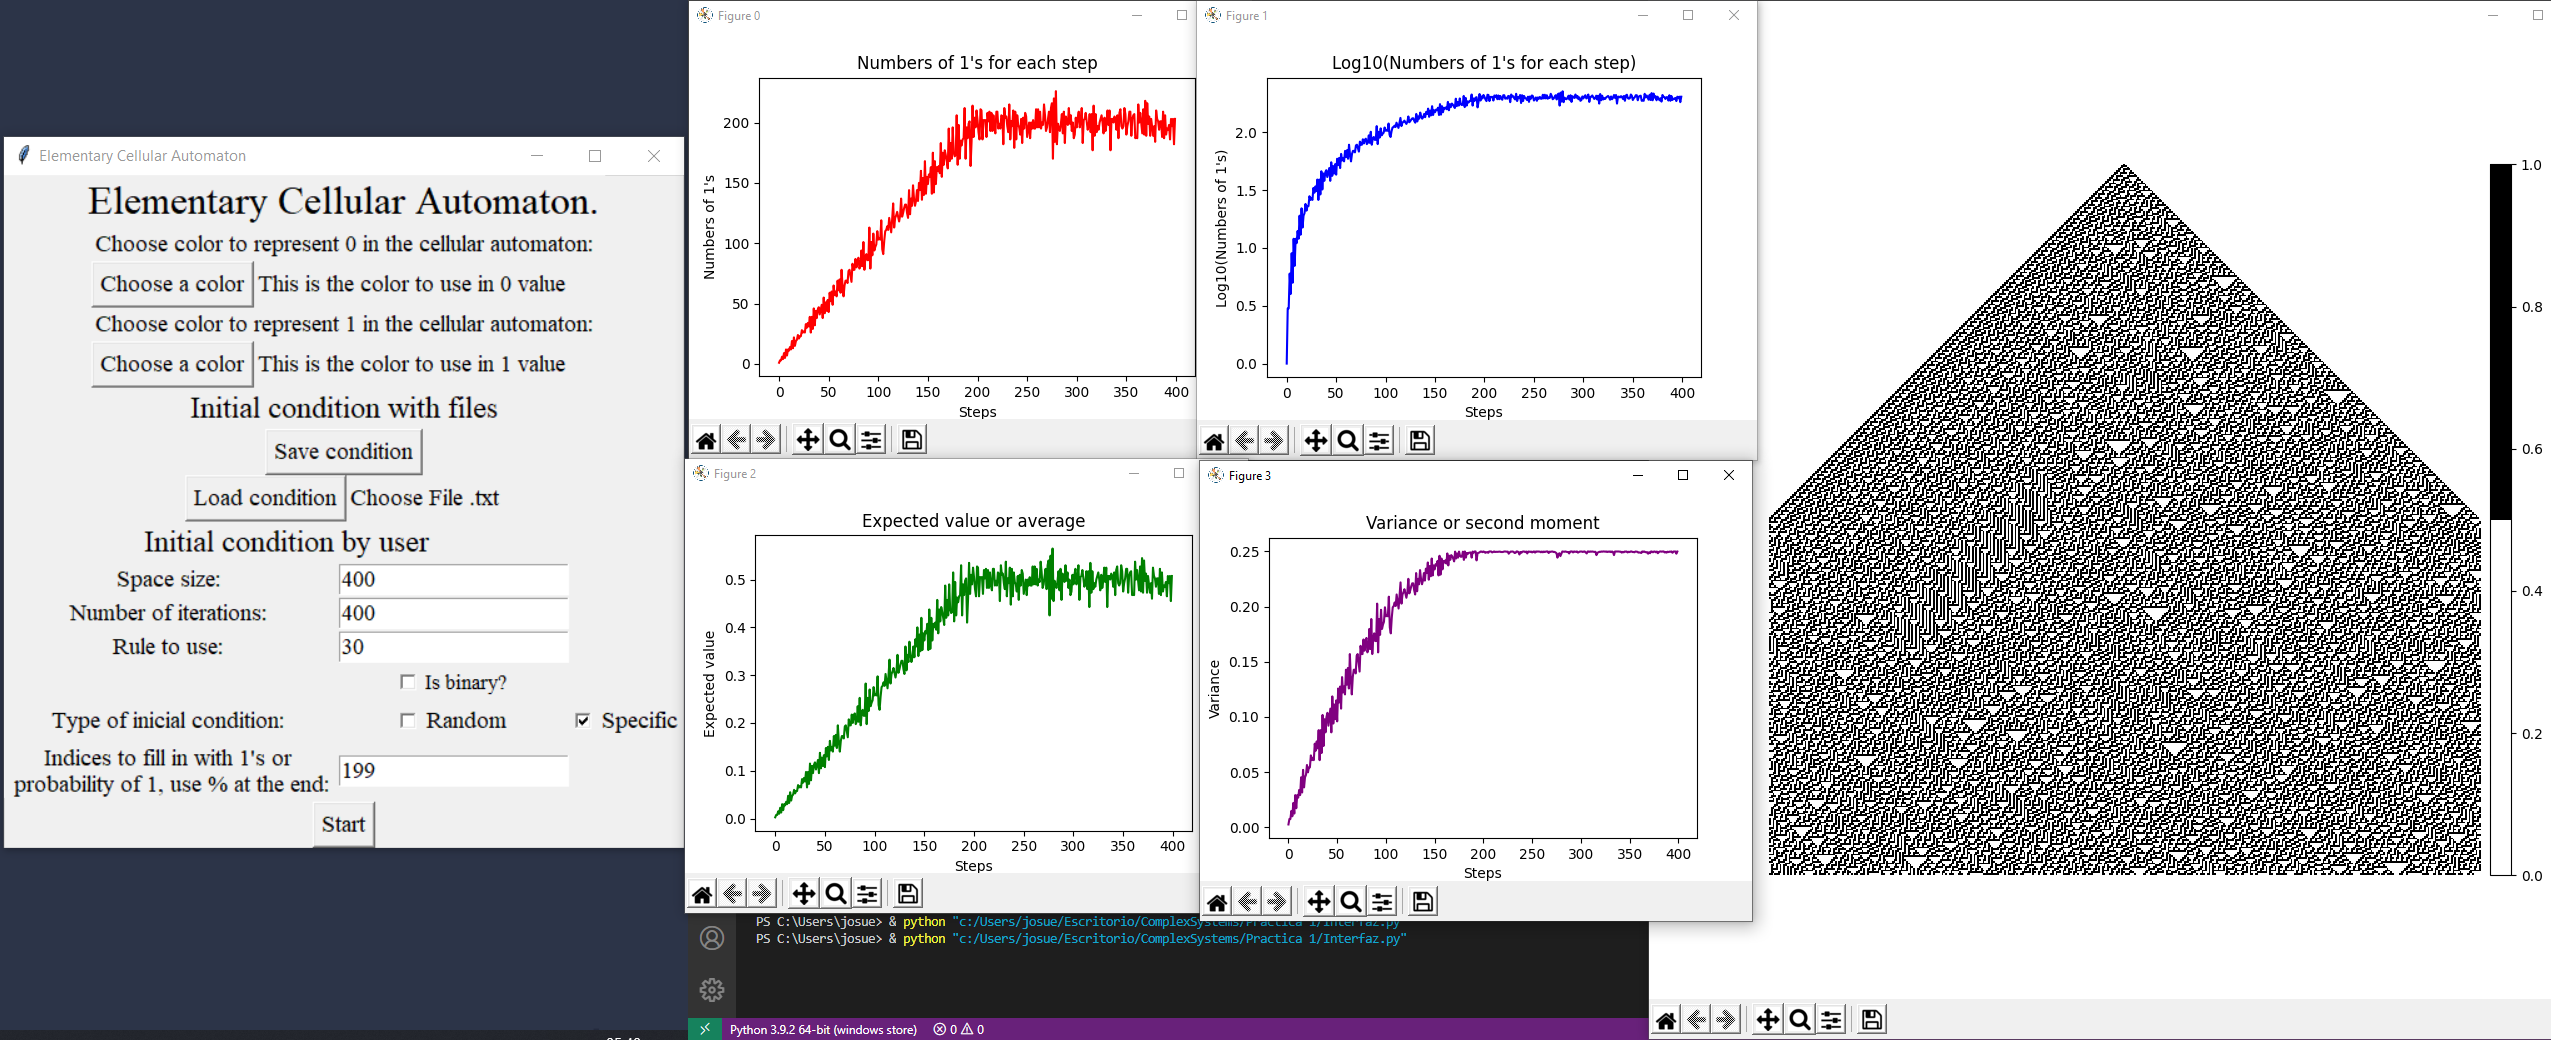 Elementary Cellular Automaton
Elementary Cellular Automaton.
Choose color to represent 0 in the cellular automaton:
Choose a color This is the color to use in 0 value
Choose color to represent 1 in the cellular automaton:
Choose a color This is the color to use in 1 value
Initial condition with files
Save condition
Load condition Choose File .txt
Initial condition by user
Space size: 400
Number of iterations: 400
Rule to use: 30
Is binary?
Type of inicial condition: Random Specific
Indices to fill in with 1's or
probability of 1, use % at the end: 199
Start
Figure 0
Numbers of 1's for each step
Numbers of 1's
200
150
100
50
0
0 50 100 150 200 250 300 350 400
Steps
Figure 1
Log10(Numbers of 1's for each step)
Log10(Numbers of 1's)
2.0
1.5
1.0
0.5
0.0
0 50 100 150 200 250 300 350 400
Steps
Figure 2
Expected value or average
Expected value
0.5
0.4
0.3
0.2
0.1
0.0
0 50 100 150 200 250 300 350 400
Steps
Figure 3
Variance or second moment
Variance
0.25
0.20
0.15
0.10
0.05
0.00
0 50 100 150 200 250 300 350 400
Steps
1.0
0.8
0.6
0.4
0.2
0.0
PS C:\Users\josue> & python "c:/Users/josue/Escritorio/ComplexSystems/Practica 1/Interfaz.py"
PS C:\Users\josue> & python "c:/Users/josue/Escritorio/ComplexSystems/Practica 1/Interfaz.py"
Python 3.9.2 64-bit (windows store) 0 0